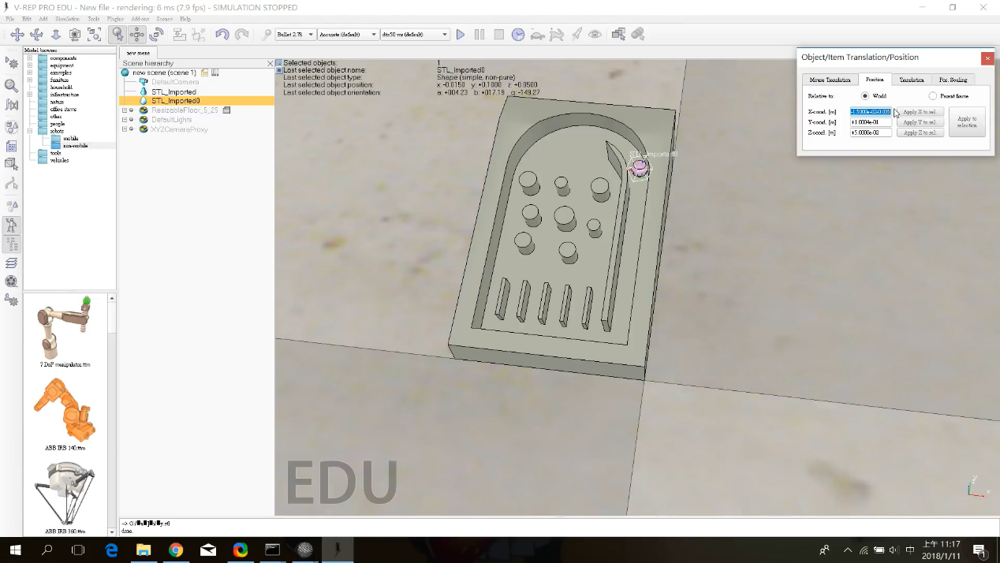 V-REP PRO EDU - New file - rendering: 6 ms (7.9 fps) - SIMULATION STOPPED
File Edit Add Simulation Tools Plugins Add-ons Scenes Help
Bullet 2.78 Accurate (default) dt=50 ms (default)
Model browser
components
equipment
examples
furniture
household
infrastructure
nature
office items
other
people
robots
mobile
non-mobile
tools
vehicles
7 DoF manipulator.ttm
ABB IRB 140.ttm
ABB IRB 360.ttm
new scene
Scene hierarchy
new scene (scene 1)
DefaultCamera
STL_Imported
STL_Imported0
ResizableFloor_5_25
DefaultLights
XYZCameraProxy
Selected objects: 1
Last selected object name: STL_Imported0
Last selected object type: Shape (simple, non-pure)
Last selected object position: x: +0.0150 y: +0.1000 z: +0.0500
Last selected object orientation: a: +004.23 b: +017.19 g: -149.27
STL_Imported0
EDU
Object/Item Translation/Position
Mouse Translation Position Translation Pos. Scaling
Relative to: World Parent frame
X-coord. [m] Apply X to sel.
Y-coord. [m] +1.0004e-01 Apply Y to sel.
Z-coord. [m] +5.0000e-02 Apply Z to sel.
Apply to
selection
y
x
done.
中
上午 11:17
2018/1/11
1